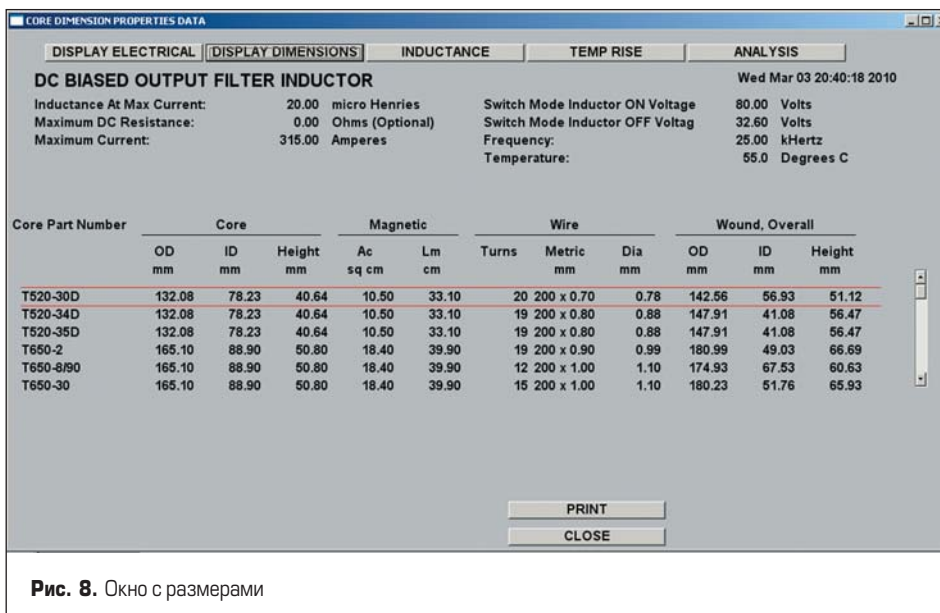 CORE DIMENSION PROPERTIES DATA
DISPLAY ELECTRICAL DISPLAY DIMENSIONS INDUCTANCE TEMP RISE ANALYSIS
DC BIASED OUTPUT FILTER INDUCTOR Wed Mar 03 20:40:18 2010
Inductance At Max Current: 20.00 micro Henries Switch Mode Inductor ON Voltage 80.00 Volts
Maximum DC Resistance: 0.00 Ohms (Optional) Switch Mode Inductor OFF Voltag 32.60 Volts
Maximum Current: 315.00 Amperes Frequency: 25.00 kHertz
Temperature: 55.0 Degrees C
Core Part Number Core Magnetic Wire Wound, Overall
OD ID Height Ac Lm Turns Metric Dia OD ID Height
mm mm mm sq cm cm mm mm mm mm mm
T520-30D 132.08 78.23 40.64 10.50 33.10 20 200 x 0.70 0.78 142.56 56.93 51.12
T520-34D 132.08 78.23 40.64 10.50 33.10 19 200 x 0.80 0.88 147.91 41.08 56.47
T520-35D 132.08 78.23 40.64 10.50 33.10 19 200 x 0.80 0.88 147.91 41.08 56.47
T650-2 165.10 88.90 50.80 18.40 39.90 19 200 x 0.90 0.99 180.99 49.03 66.69
T650-8/90 165.10 88.90 50.80 18.40 39.90 12 200 x 1.00 1.10 174.93 67.53 60.63
T650-30 165.10 88.90 50.80 18.40 39.90 15 200 x 1.00 1.10 180.23 51.76 65.93
PRINT
CLOSE
Рис. 8. Окно с размерами